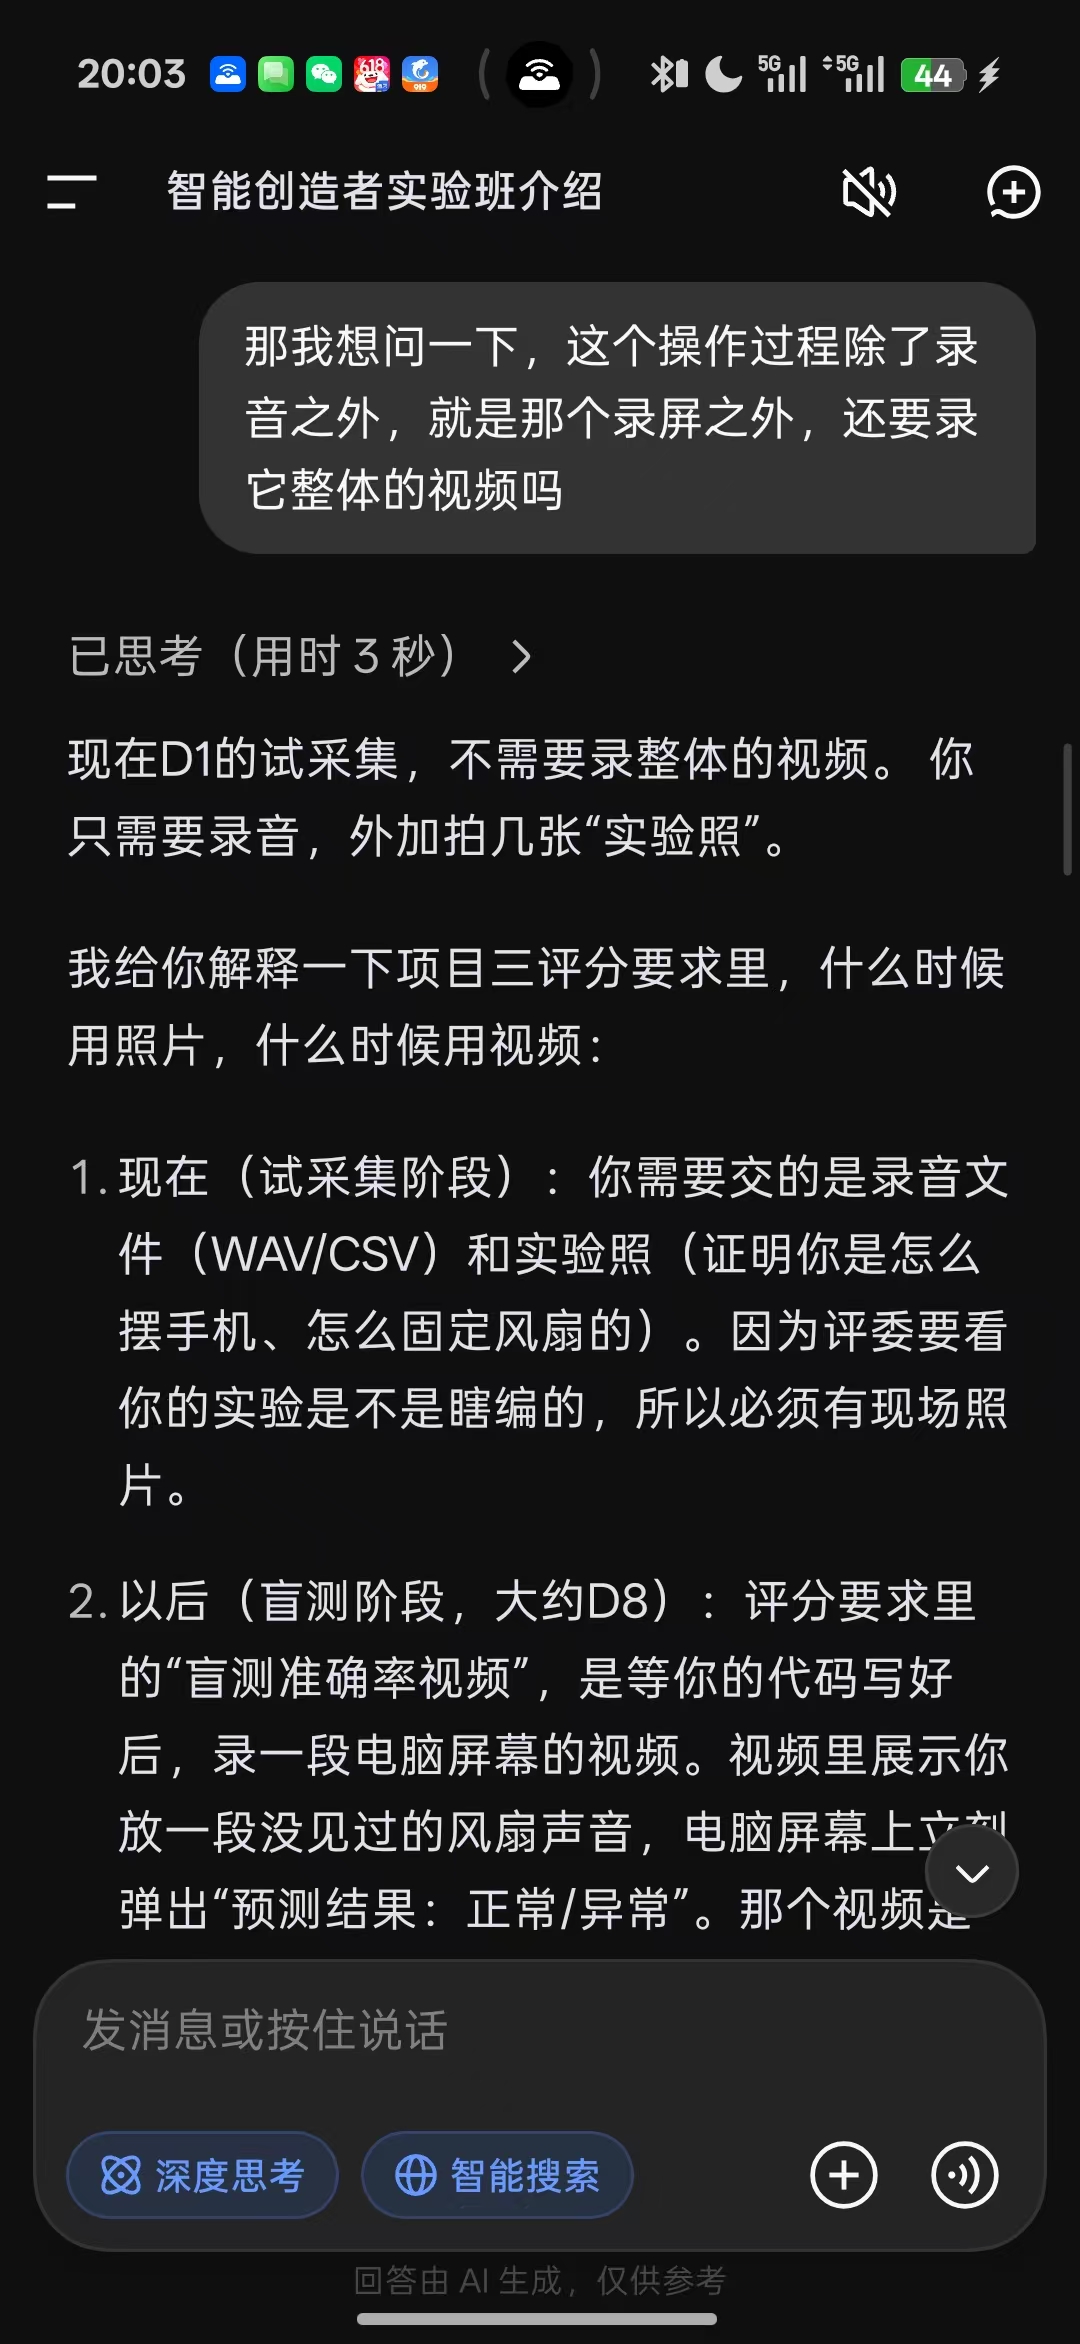 20:03
618
919
5G
5G
44
智能创造者实验班介绍
那我想问一下，这个操作过程除了录
音之外，就是那个录屏之外，还要录
它整体的视频吗
已思考（用时 3 秒）
现在D1的试采集，不需要录整体的视频。 你
只需要录音，外加拍几张“实验照”。
我给你解释一下项目三评分要求里，什么时候
用照片，什么时候用视频：
1. 现在（试采集阶段）：你需要交的是录音文
件（WAV/CSV）和实验照（证明你是怎么
摆手机、怎么固定风扇的）。因为评委要看
你的实验是不是瞎编的，所以必须有现场照
片。
2. 以后（盲测阶段，大约D8）：评分要求里
的“盲测准确率视频”，是等你的代码写好
后，录一段电脑屏幕的视频。视频里展示你
放一段没见过的风扇声音，电脑屏幕上立刻
弹出“预测结果：正常/异常”。那个视频是
发消息或按住说话
深度思考
智能搜索
回答由 AI 生成，仅供参考